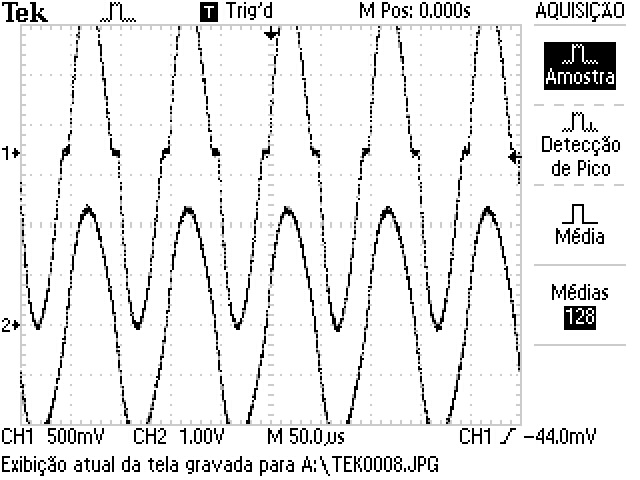 Tek T Trig'd M Pos: 0.000s AQUISIÇÃO
Amostra
Detecção
de Pico
Média
Médias
128
1
2
CH1 500mV CH2 1.00V M 50.0µs CH1 -44.0mV
Exibição atual da tela gravada para A:\TEK0008.JPG